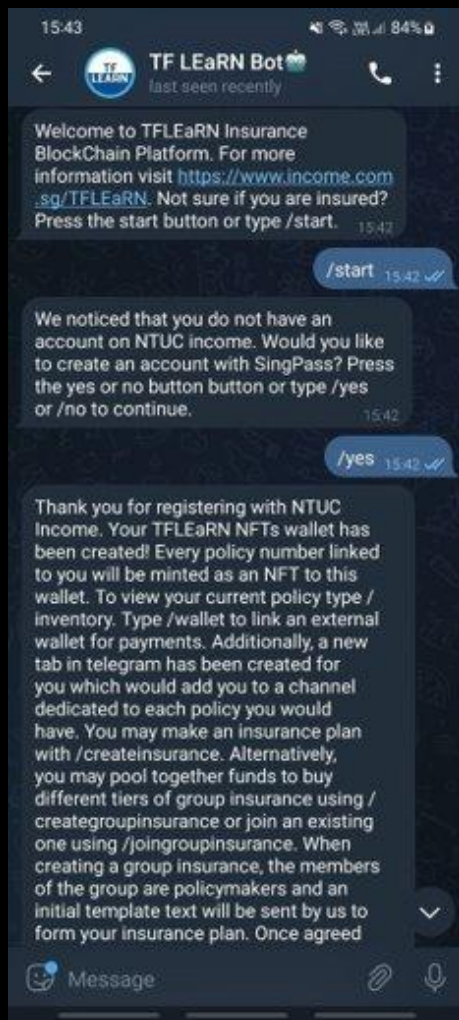 15:43
84%
TF LEARN
TF LEaRN Bot
last seen recently
Welcome to TFLEaRN Insurance
BlockChain Platform. For more
information visit https://www.income.com
.sg/TFLEaRN. Not sure if you are insured?
Press the start button or type /start.
15:42
/start 15:42
We noticed that you do not have an
account on NTUC income. Would you like
to create an account with SingPass? Press
the yes or no button button or type /yes
or /no to continue.
15:42
/yes 15:42
Thank you for registering with NTUC
Income. Your TFLEaRN NFTs wallet has
been created! Every policy number linked
to you will be minted as an NFT to this
wallet. To view your current policy type /
inventory. Type /wallet to link an external
wallet for payments. Additionally, a new
tab in telegram has been created for
you which would add you to a channel
dedicated to each policy you would
have. You may make an insurance plan
with /createinsurance. Alternatively,
you may pool together funds to buy
different tiers of group insurance using /
creategroupinsurance or join an existing
one using /joingroupinsurance. When
creating a group insurance, the members
of the group are policymakers and an
initial template text will be sent by us to
form your insurance plan. Once agreed
Message